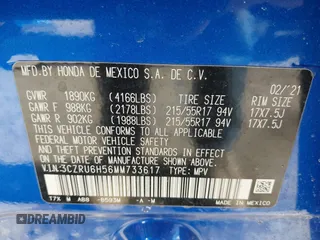 MFD.BY HONDA DE MEXICO S.A. DE C.V.
02/'21
GVWR 1890KG (4166LBS) TIRE SIZE RIM SIZE
GAWR F 988KG (2178LBS) 215/55R17 94V 17X7.5J
GAWR R 902KG (1988LBS) 215/55R17 94V 17X7.5J
THIS VEHICLE CONFORMS TO ALL APPLICABLE
FEDERAL MOTOR VEHICLE SAFETY AND
THEFT PREVENTION STANDARDS IN EFFECT ON THE
DATE OF MANUFACTURE SHOWN ABOVE.
V.I.N:3CZRU6H56MM733617 TYPE: MPV
T7X M A -A -M
MADE IN MEXICO
DREAMBID